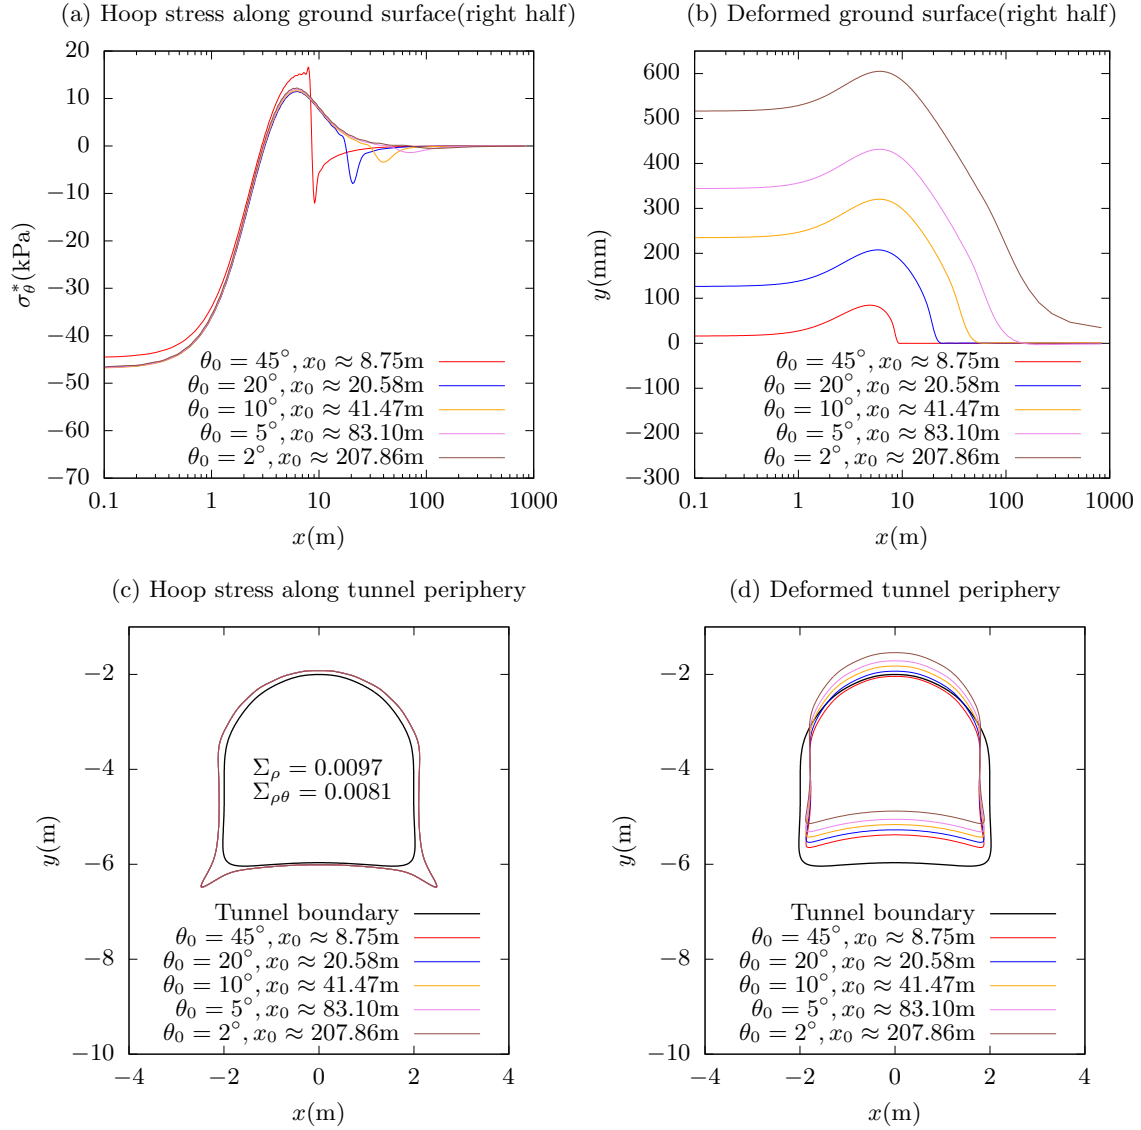 (a) Hoop stress along ground surface(right half)
20
10
0
−10
−20
−30
−40
−50
−60
−70
σ*θ(kPa)
θ0 = 45°, x0 ≈ 8.75m
θ0 = 20°, x0 ≈ 20.58m
θ0 = 10°, x0 ≈ 41.47m
θ0 = 5°, x0 ≈ 83.10m
θ0 = 2°, x0 ≈ 207.86m
0.1 1 10 100 1000
x(m)
(b) Deformed ground surface(right half)
600
500
400
300
200
100
0
−100
−200
−300
y(mm)
θ0 = 45°, x0 ≈ 8.75m
θ0 = 20°, x0 ≈ 20.58m
θ0 = 10°, x0 ≈ 41.47m
θ0 = 5°, x0 ≈ 83.10m
θ0 = 2°, x0 ≈ 207.86m
0.1 1 10 100 1000
x(m)
(c) Hoop stress along tunnel periphery
−2
−4
−6
−8
−10
y(m)
Σρ = 0.0097
Σρθ = 0.0081
Tunnel boundary
θ0 = 45°, x0 ≈ 8.75m
θ0 = 20°, x0 ≈ 20.58m
θ0 = 10°, x0 ≈ 41.47m
θ0 = 5°, x0 ≈ 83.10m
θ0 = 2°, x0 ≈ 207.86m
−4 −2 0 2 4
x(m)
(d) Deformed tunnel periphery
−2
−4
−6
−8
−10
y(m)
Tunnel boundary
θ0 = 45°, x0 ≈ 8.75m
θ0 = 20°, x0 ≈ 20.58m
θ0 = 10°, x0 ≈ 41.47m
θ0 = 5°, x0 ≈ 83.10m
θ0 = 2°, x0 ≈ 207.86m
−4 −2 0 2 4
x(m)